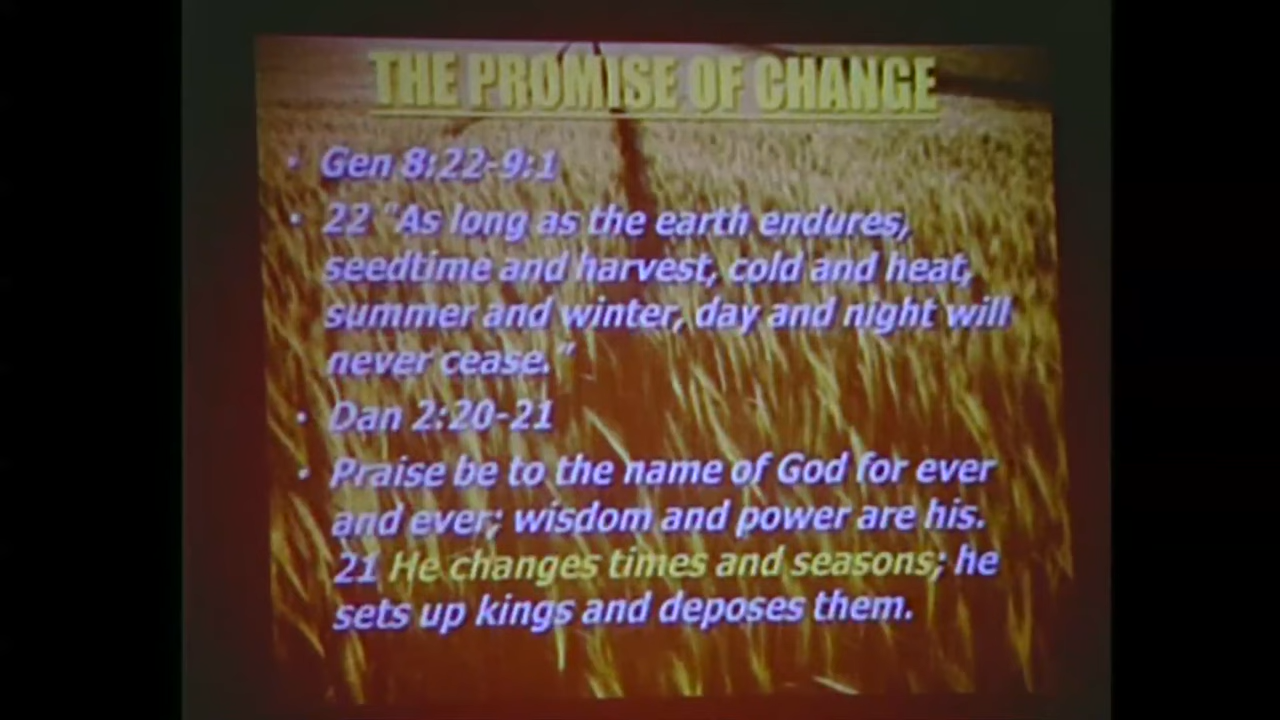 THE PROMISE OF CHANGE
• Gen 8:22-9:1
• 22 "As long as the earth endures,
seedtime and harvest, cold and heat,
summer and winter, day and night will
never cease."
• Dan 2:20-21
• Praise be to the name of God for ever
and ever; wisdom and power are his.
21 He changes times and seasons; he
sets up kings and deposes them.